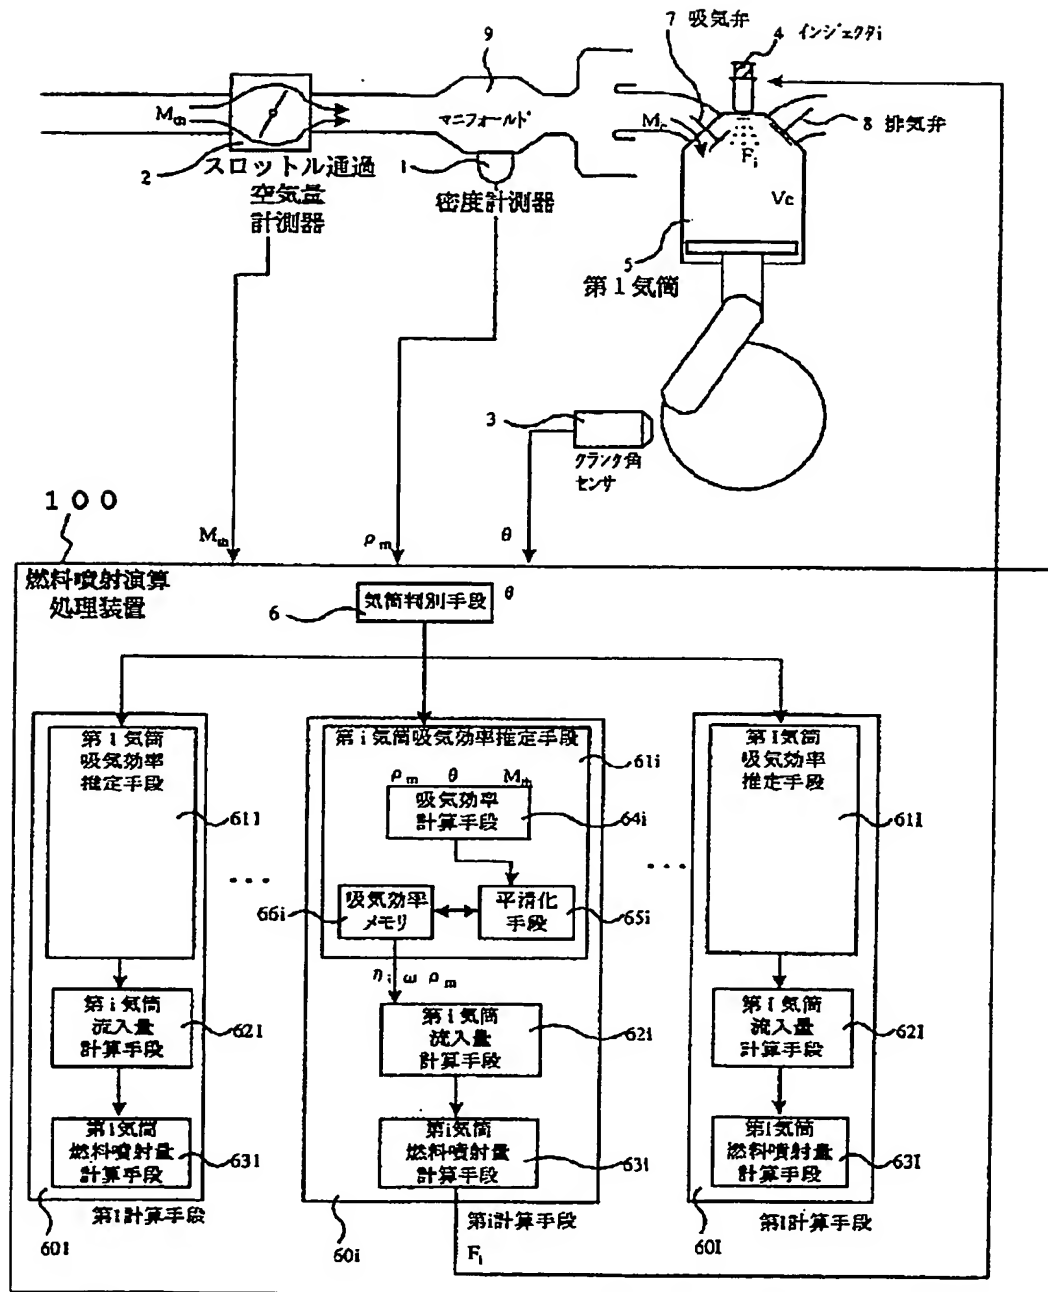 7 吸気弁
4 インジェクタi
9
M_th
マニフォールド
M_c
F_i
8 排気弁
2
スロットル通過
空気量
計測器
1
密度計測器
Vc
5
第1気筒
3
クランク角
センサ
100
M_th
ρ_m
θ
燃料噴射演算
処理装置
6
気筒判別手段
θ
第1気筒
吸気効率
推定手段
611
第i気筒吸気効率推定手段
61i
ρ_m θ M_th
吸気効率
計算手段
64i
66i
吸気効率
メモリ
平滑化
手段
65i
第I気筒
吸気効率
推定手段
61I
...
...
η_i ω ρ_m
第i気筒
流入量
計算手段
621
第i気筒
流入量
計算手段
62i
第I気筒
流入量
計算手段
62I
第i気筒
燃料噴射量
計算手段
631
第i気筒
燃料噴射量
計算手段
63i
第I気筒
燃料噴射量
計算手段
63I
601
第1計算手段
60i
第i計算手段
F_i
60I
第I計算手段